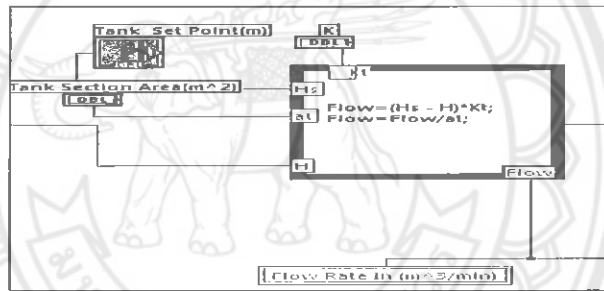 Tank Set Point(m)
K
DBL
Kt
Tank Section Area(m^2)
Hs
DBL
Flow=(Hs - H)*Kt;
at
Flow=Flow/at;
H
Flow
Flow Rate In (m^3/min)